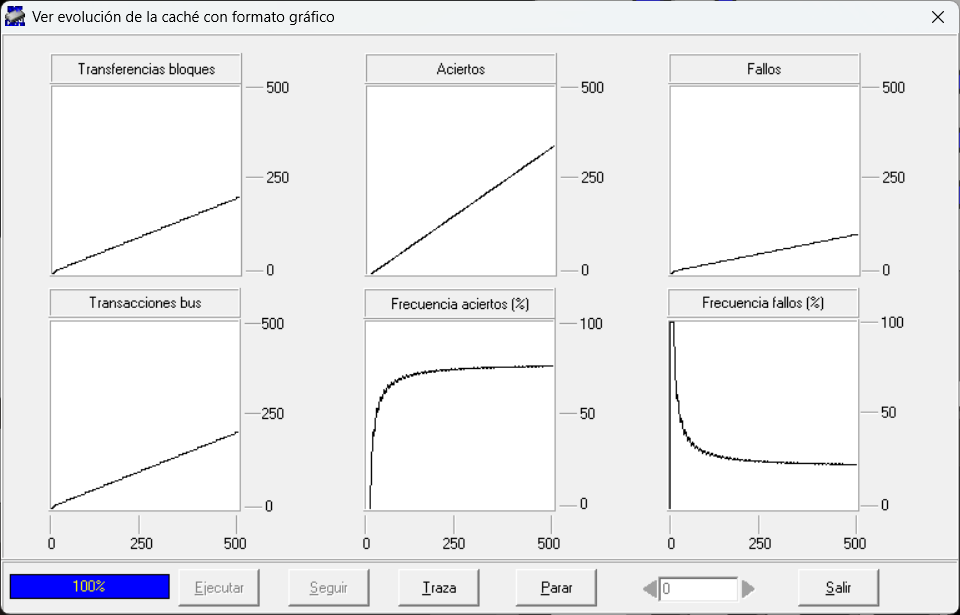 Ver evolución de la caché con formato gráfico
Transferencias bloques
500
250
0
Aciertos
500
250
0
Fallos
500
250
0
Transacciones bus
500
250
0
0 250 500
Frecuencia aciertos (%)
100
50
0
0 250 500
Frecuencia fallos (%)
100
50
0
0 250 500
100% Ejecutar Seguir Traza Parar 0 Salir